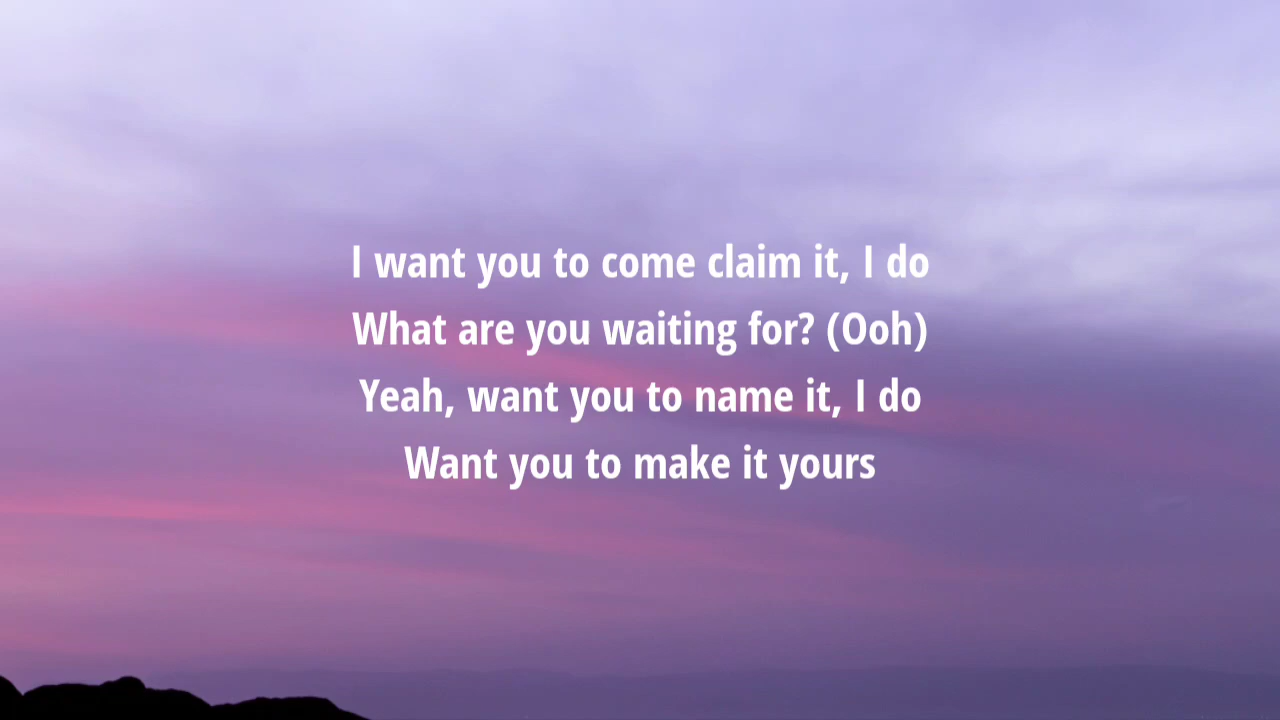 I want you to come claim it, I do
What are you waiting for? (Ooh)
Yeah, want you to name it, I do
Want you to make it yours